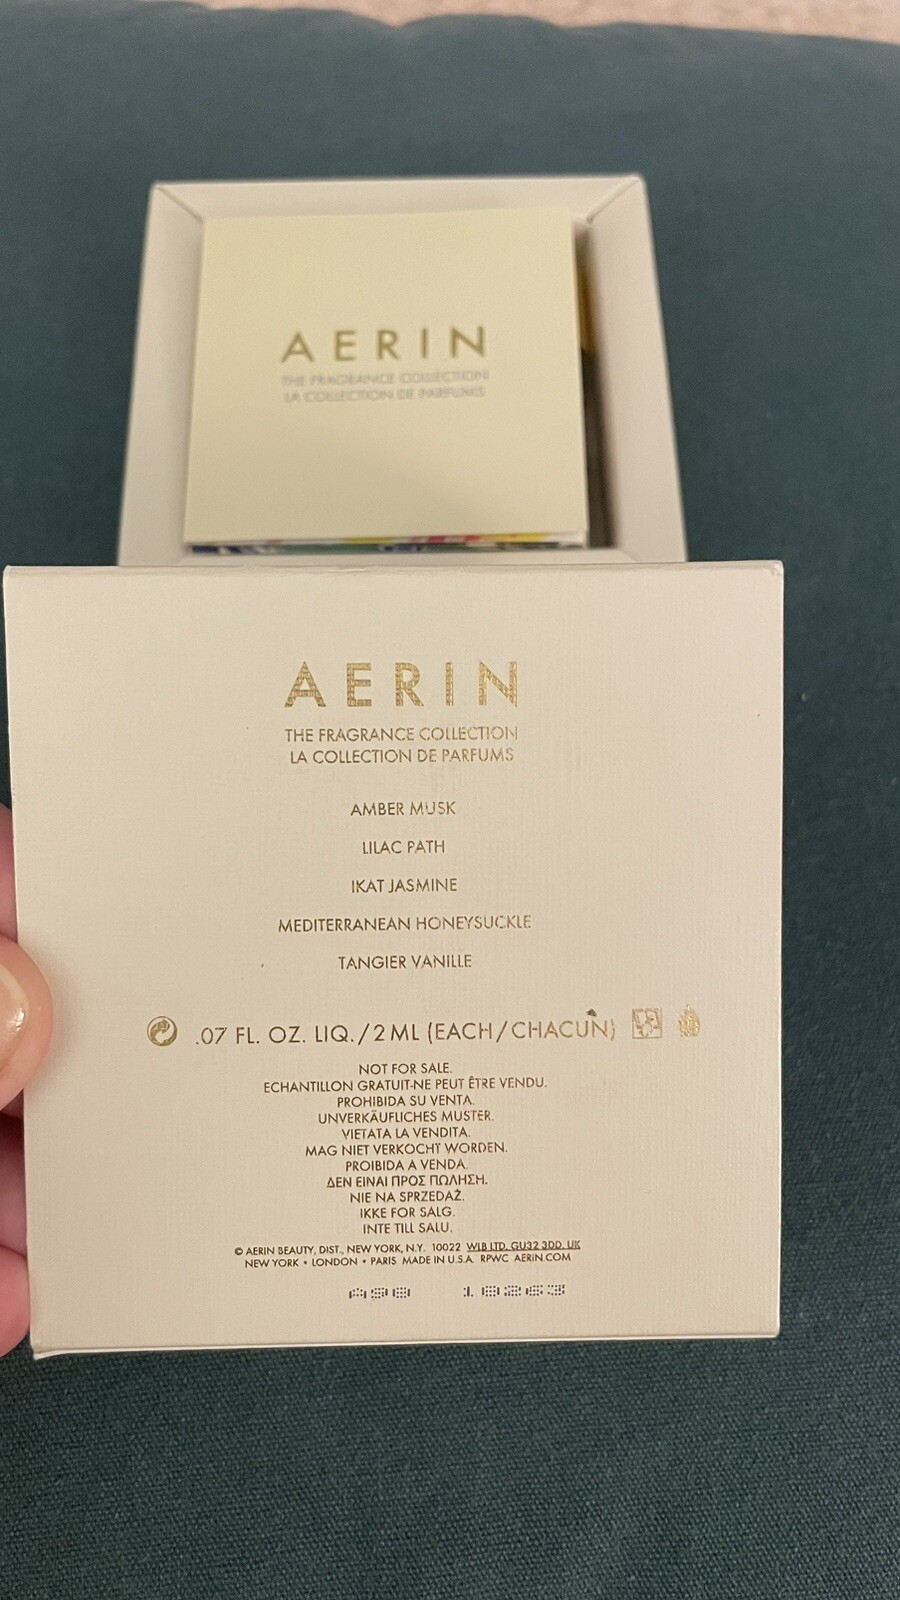 AERIN
THE FRAGRANCE COLLECTION
LA COLLECTION DE PARFUMS
AERIN
THE FRAGRANCE COLLECTION
LA COLLECTION DE PARFUMS
AMBER MUSK
LILAC PATH
IKAT JASMINE
MEDITERRANEAN HONEYSUCKLE
TANGIER VANILLE
.07 FL. OZ. LIQ./2 ML (EACH/CHACUN)
NOT FOR SALE.
ECHANTILLON GRATUIT-NE PEUT ÊTRE VENDU.
PROHIBIDA SU VENTA.
UNVERKÄUFLICHES MUSTER.
VIETATA LA VENDITA.
MAG NIET VERKOCHT WORDEN.
PROIBIDA A VENDA.
ΔΕΝ ΕΙΝΑΙ ΠΡΟΣ ΠΩΛΗΣΗ.
NIE NA SPRZEDAŻ.
IKKE FOR SALG.
INTE TILL SALU.
© AERIN BEAUTY, DIST., NEW YORK, N.Y. 10022 WLB LTD. GU32 3DD. UK
NEW YORK • LONDON • PARIS MADE IN U.S.A. RPWC AERIN.COM